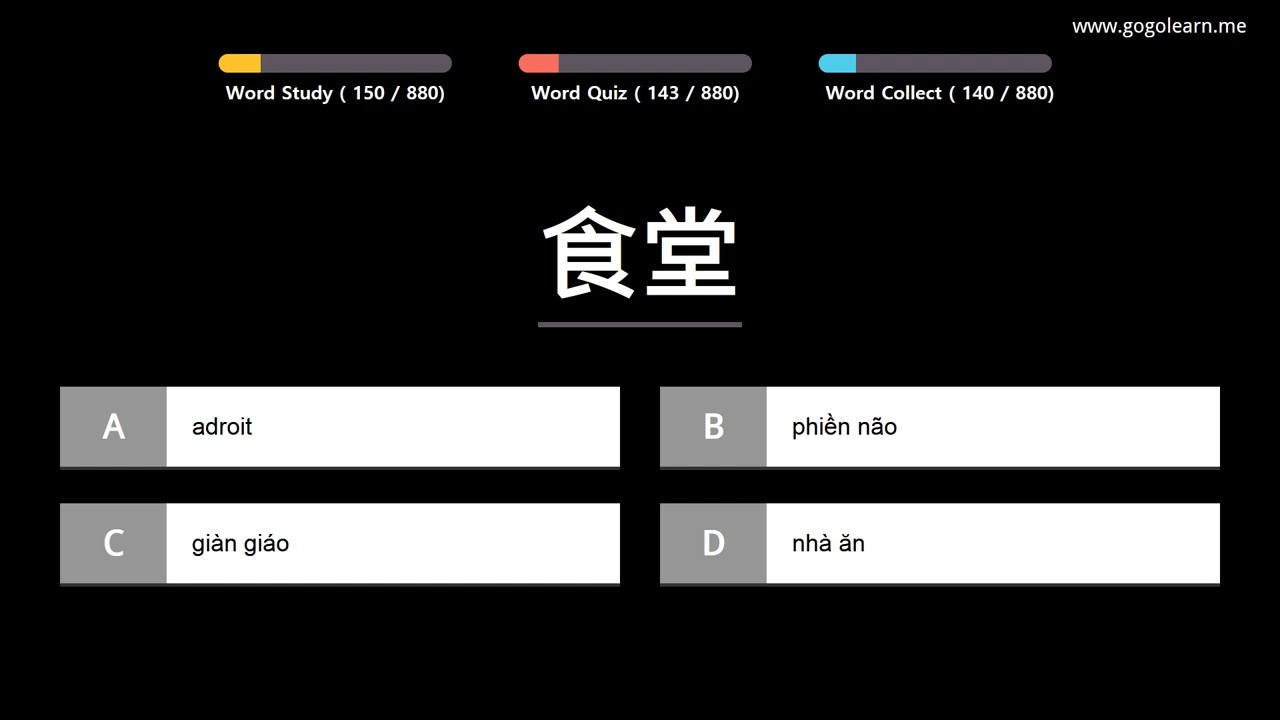 www.gogolearn.me
Word Study ( 150 / 880)
Word Quiz ( 143 / 880)
Word Collect ( 140 / 880)
食堂
A
adroit
B
phiền não
C
giàn giáo
D
nhà ăn